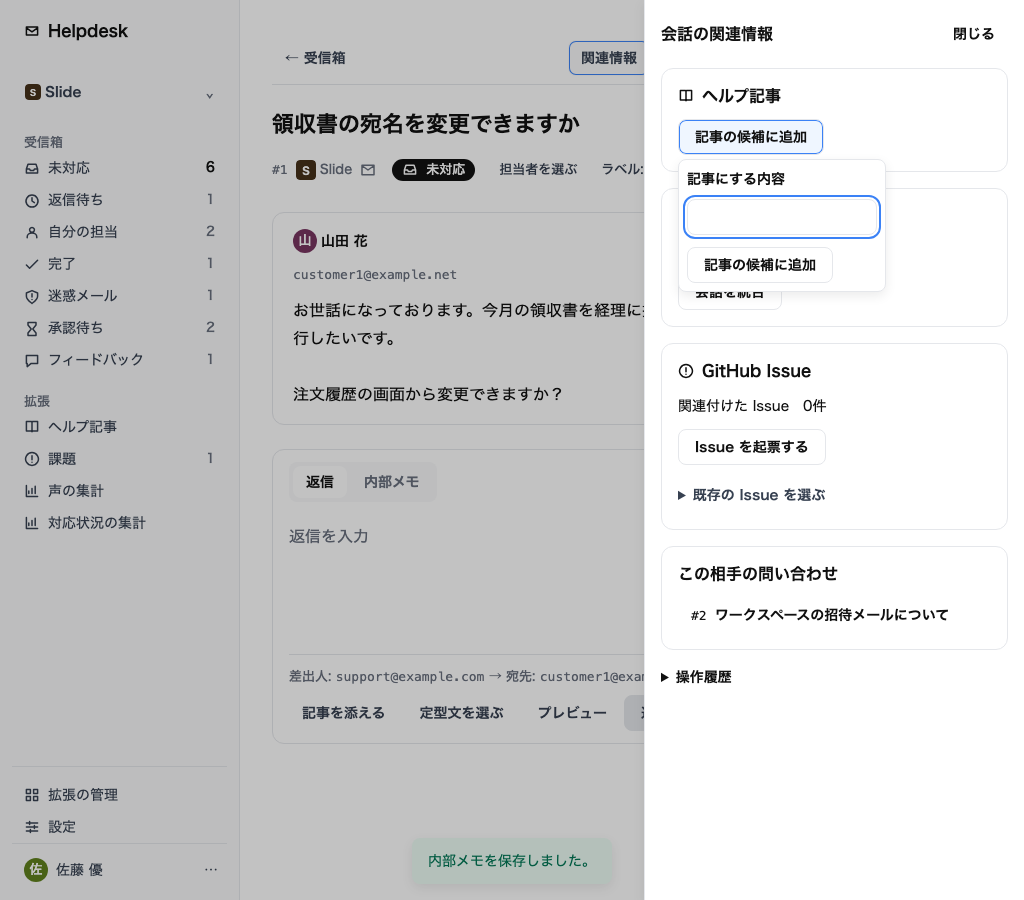 Helpdesk
S Slide
受信箱
未対応 6
返信待ち 1
自分の担当 2
完了 1
迷惑メール 1
承認待ち 2
フィードバック 1
拡張
ヘルプ記事
課題 1
声の集計
対応状況の集計
拡張の管理
設定
佐 佐藤 優 …
← 受信箱
関連情報
領収書の宛名を変更できますか
#1 S Slide 未対応 担当者を選ぶ ラベル:
山 山田 花
customer1@example.net
お世話になっております。今月の領収書を経理に
行したいです。
注文履歴の画面から変更できますか？
返信 内部メモ
返信を入力
差出人: support@example.com → 宛先: customer1@exam
記事を添える 定型文を選ぶ プレビュー
内部メモを保存しました。
会話の関連情報 閉じる
ヘルプ記事
記事の候補に追加
記事にする内容
記事の候補に追加
会話を統合
GitHub Issue
関連付けた Issue 0件
Issue を起票する
▶ 既存の Issue を選ぶ
この相手の問い合わせ
#2 ワークスペースの招待メールについて
▶ 操作履歴